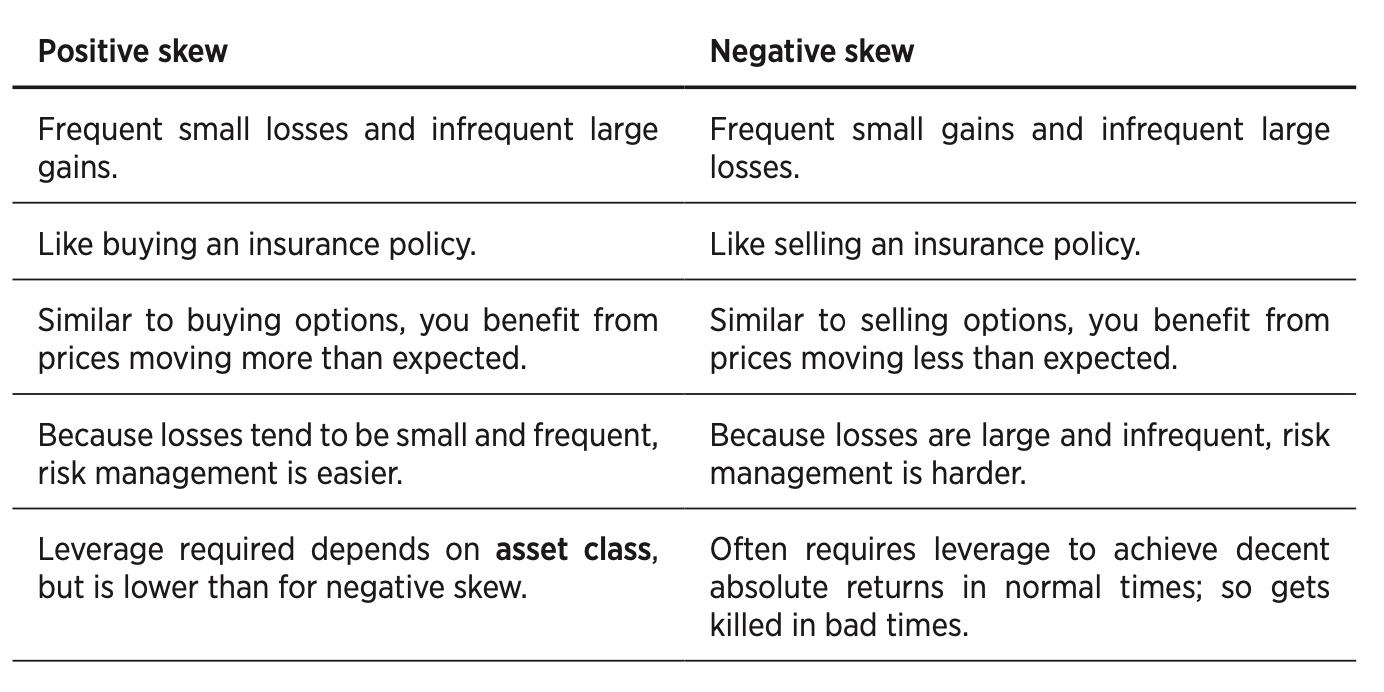 Positive skew
Negative skew
Frequent small losses and infrequent large
gains.
Frequent small gains and infrequent large
losses.
Like buying an insurance policy.
Like selling an insurance policy.
Similar to buying options, you benefit from
prices moving more than expected.
Similar to selling options, you benefit from
prices moving less than expected.
Because losses tend to be small and frequent,
risk management is easier.
Because losses are large and infrequent, risk
management is harder.
Leverage required depends on asset class,
but is lower than for negative skew.
Often requires leverage to achieve decent
absolute returns in normal times; so gets
killed in bad times.